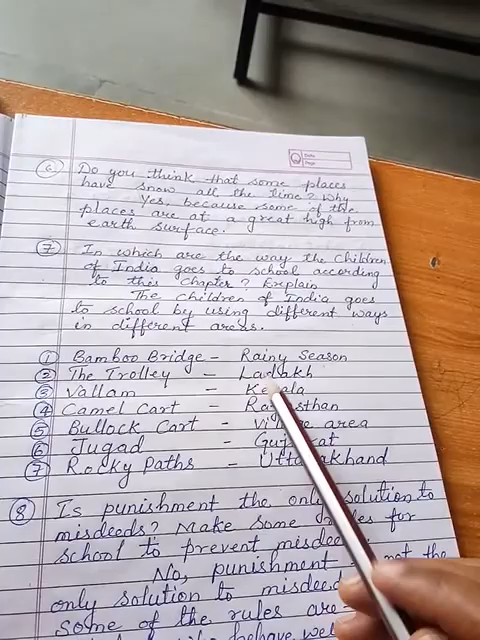 Date
Page
6 Do you think that some places
have snow all the time? Why
Yes, because some of the
places are at a great high from
earth surface.
7 In which are the way the children
of India goes to school according
to this chapter? Explain
The children of India goes
to school by using different ways
in different areas.
1 Bamboo Bridge - Rainy Season
2 The Trolley - Ladakh
3 Vallam - Kerala
4 Camel Cart - Rajasthan
5 Bullock Cart - Village area
6 Jugad - Gujarat
7 Rocky Paths - Uttarakhand
8 Is punishment the only solution to
misdeeds? Make some rules for
school to prevent
No, punishment not the
only solution to
Some of the rules are
behave well